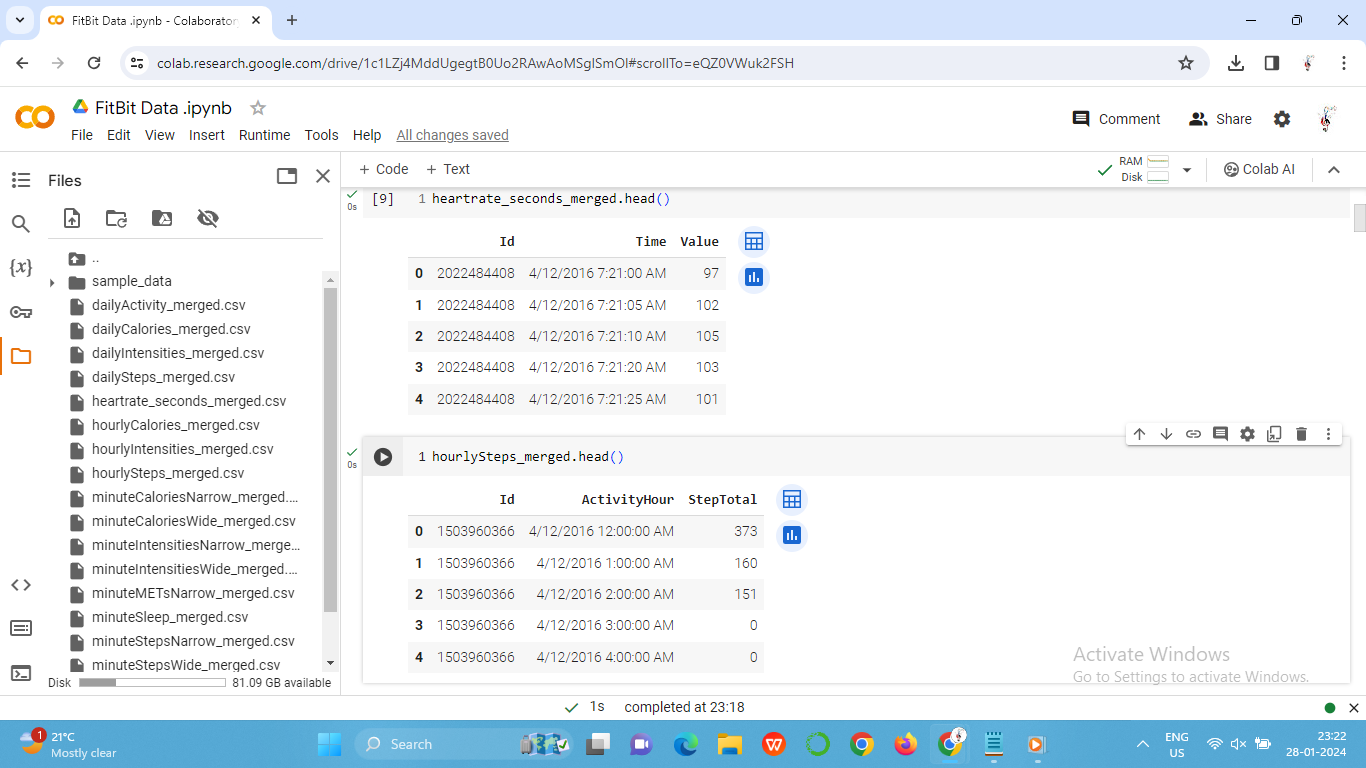 FitBit Data .ipynb - Colaborator
colab.research.google.com/drive/1c1LZj4MddUgegtB0Uo2RAwAoMSglSmOl#scrollTo=eQZ0VWuk2FSH
FitBit Data .ipynb
File Edit View Insert Runtime Tools Help All changes saved
Comment Share
Files
+ Code + Text
RAM
Disk
Colab AI
..
sample_data
dailyActivity_merged.csv
dailyCalories_merged.csv
dailyIntensities_merged.csv
dailySteps_merged.csv
heartrate_seconds_merged.csv
hourlyCalories_merged.csv
hourlyIntensities_merged.csv
hourlySteps_merged.csv
minuteCaloriesNarrow_merged....
minuteCaloriesWide_merged.csv
minuteIntensitiesNarrow_merge...
minuteIntensitiesWide_merged....
minuteMETsNarrow_merged.csv
minuteSleep_merged.csv
minuteStepsNarrow_merged.csv
minuteStepsWide_merged.csv
Disk 81.09 GB available
0s
[9] 1 heartrate_seconds_merged.head()
Id Time Value
0 2022484408 4/12/2016 7:21:00 AM 97
1 2022484408 4/12/2016 7:21:05 AM 102
2 2022484408 4/12/2016 7:21:10 AM 105
3 2022484408 4/12/2016 7:21:20 AM 103
4 2022484408 4/12/2016 7:21:25 AM 101
0s
1 hourlySteps_merged.head()
Id ActivityHour StepTotal
0 1503960366 4/12/2016 12:00:00 AM 373
1 1503960366 4/12/2016 1:00:00 AM 160
2 1503960366 4/12/2016 2:00:00 AM 151
3 1503960366 4/12/2016 3:00:00 AM 0
4 1503960366 4/12/2016 4:00:00 AM 0
Activate Windows
Go to Settings to activate Windows.
1s completed at 23:18
1
21°C
Mostly clear
Search
ENG
US
23:22
28-01-2024